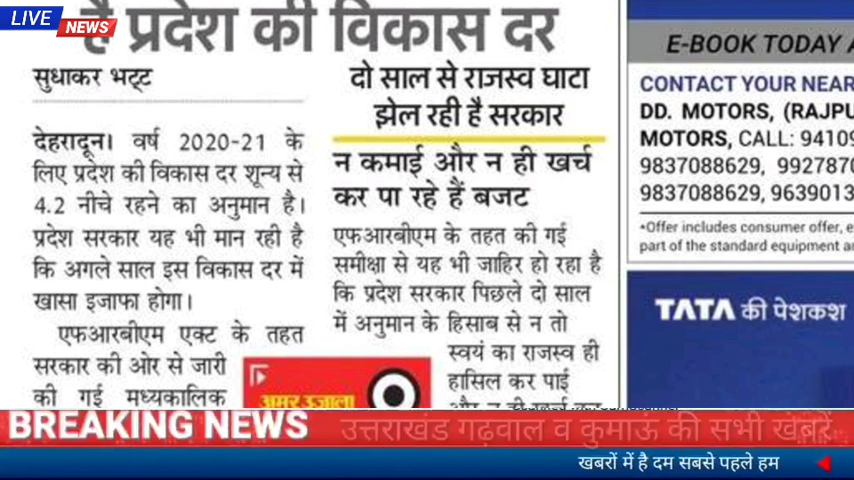 LIVE
NEWS
है प्रदेश की विकास दर
सुधाकर भट्ट
देहरादून। वर्ष 2020-21 के
लिए प्रदेश की विकास दर शून्य से
4.2 नीचे रहने का अनुमान है।
प्रदेश सरकार यह भी मान रही है
कि अगले साल इस विकास दर में
खासा इजाफा होगा।
एफआरबीएम एक्ट के तहत
सरकार की ओर से जारी
की गई मध्यकालिक
दो साल से राजस्व घाटा
झेल रही है सरकार
न कमाई और न ही खर्च
कर पा रहे हैं बजट
एफआरबीएम के तहत की गई
समीक्षा से यह भी जाहिर हो रहा है
कि प्रदेश सरकार पिछले दो साल
में अनुमान के हिसाब से न तो
स्वयं का राजस्व ही
हासिल कर पाई
अमर उजाला
E-BOOK TODAY A
CONTACT YOUR NEAR
DD. MOTORS, (RAJPU
MOTORS, CALL: 94109
9837088629, 9927870
9837088629, 9639013
*Offer includes consumer offer, e
part of the standard equipment an
TATA की पेशकश
BREAKING NEWS
उत्तराखंड गढ़वाल व कुमाऊं की सभी खबरें
खबरों में है दम सबसे पहले हम